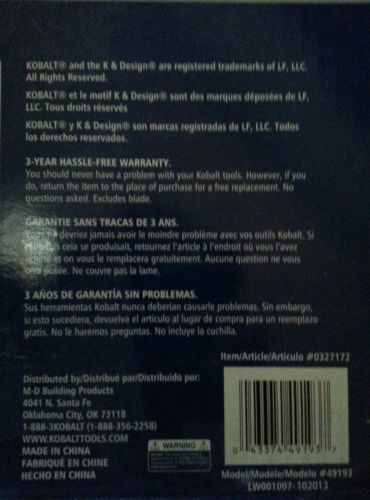 KOBALT® and the K & Design® are registered trademarks of LF, LLC.
All Rights Reserved.
KOBALT® et le motif K & Design® sont des marques déposées de LF,
LLC. Tous droits réservés
KOBALT® y K & Design® son marcas registradas de LF, LLC. Todos
los derechos reservados.
3-YEAR HASSLE-FREE WARRANTY.
You should never have a problem with your Kobalt tools. However, if you
do, return the item to the place of purchase for a free replacement. No
questions asked. Excludes blade.
GARANTIE SANS TRACAS DE 3 ANS.
Vous ne devriez jamais avoir le moindre problème avec vos outils Kobalt. Si
cela se produisait, retournez l'article à l'endroit où vous l'avez
acheté et on vous le remplacera gratuitement. Aucune question ne vous
sera posée. Ne couvre pas la lame.
3 AÑOS DE GARANTÍA SIN PROBLEMAS.
Sus herramientas Kobalt nunca deberían causarle problemas. Sin embargo,
si esto sucediera, devuelva el artículo al lugar de compra para un reemplazo
gratis. No le haremos preguntas. No incluye la cuchilla.
Item/Article/Artículo #0327172
Distributed by/Distribué par/Distribuido por:
M-D Building Products
4041 N. Santa Fe
Oklahoma City, OK 73118
1-888-3KOBALT (1-888-356-2258)
WWW.KOBALTTOOLS.COM
MADE IN CHINA
FABRIQUÉ EN CHINE
HECHO EN CHINA
WARNING
0 43374 49193 7
Model/Modèle/Modelo #49193
LW001007- 102013